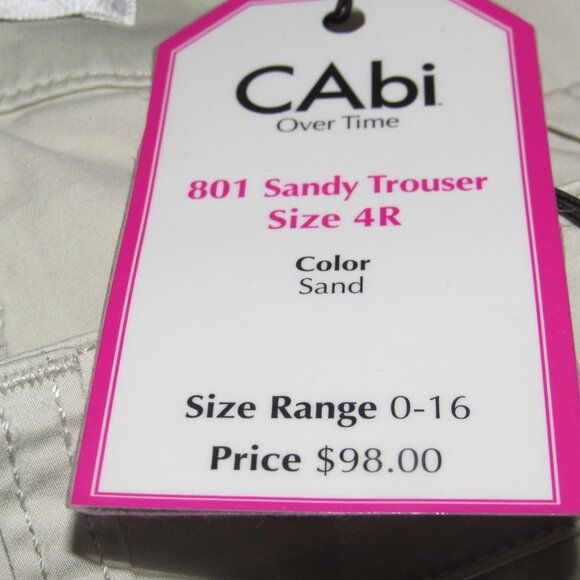 CAbi
Over Time
801 Sandy Trouser
Size 4R
Color
Sand
Size Range 0-16
Price $98.00